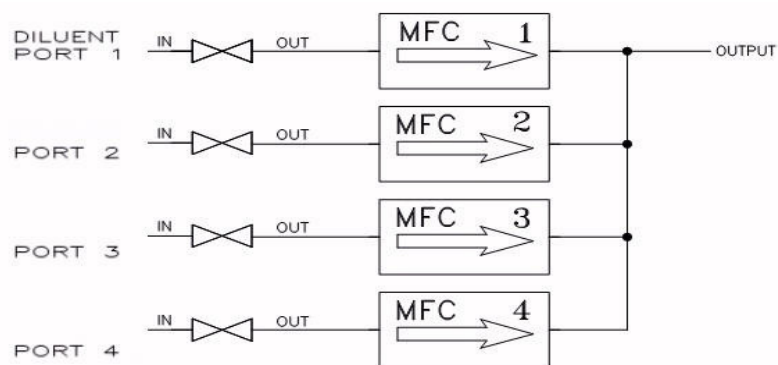 DILUENT
PORT 1 IN OUT MFC 1 OUTPUT
PORT 2 IN OUT MFC 2
PORT 3 IN OUT MFC 3
PORT 4 IN OUT MFC 4